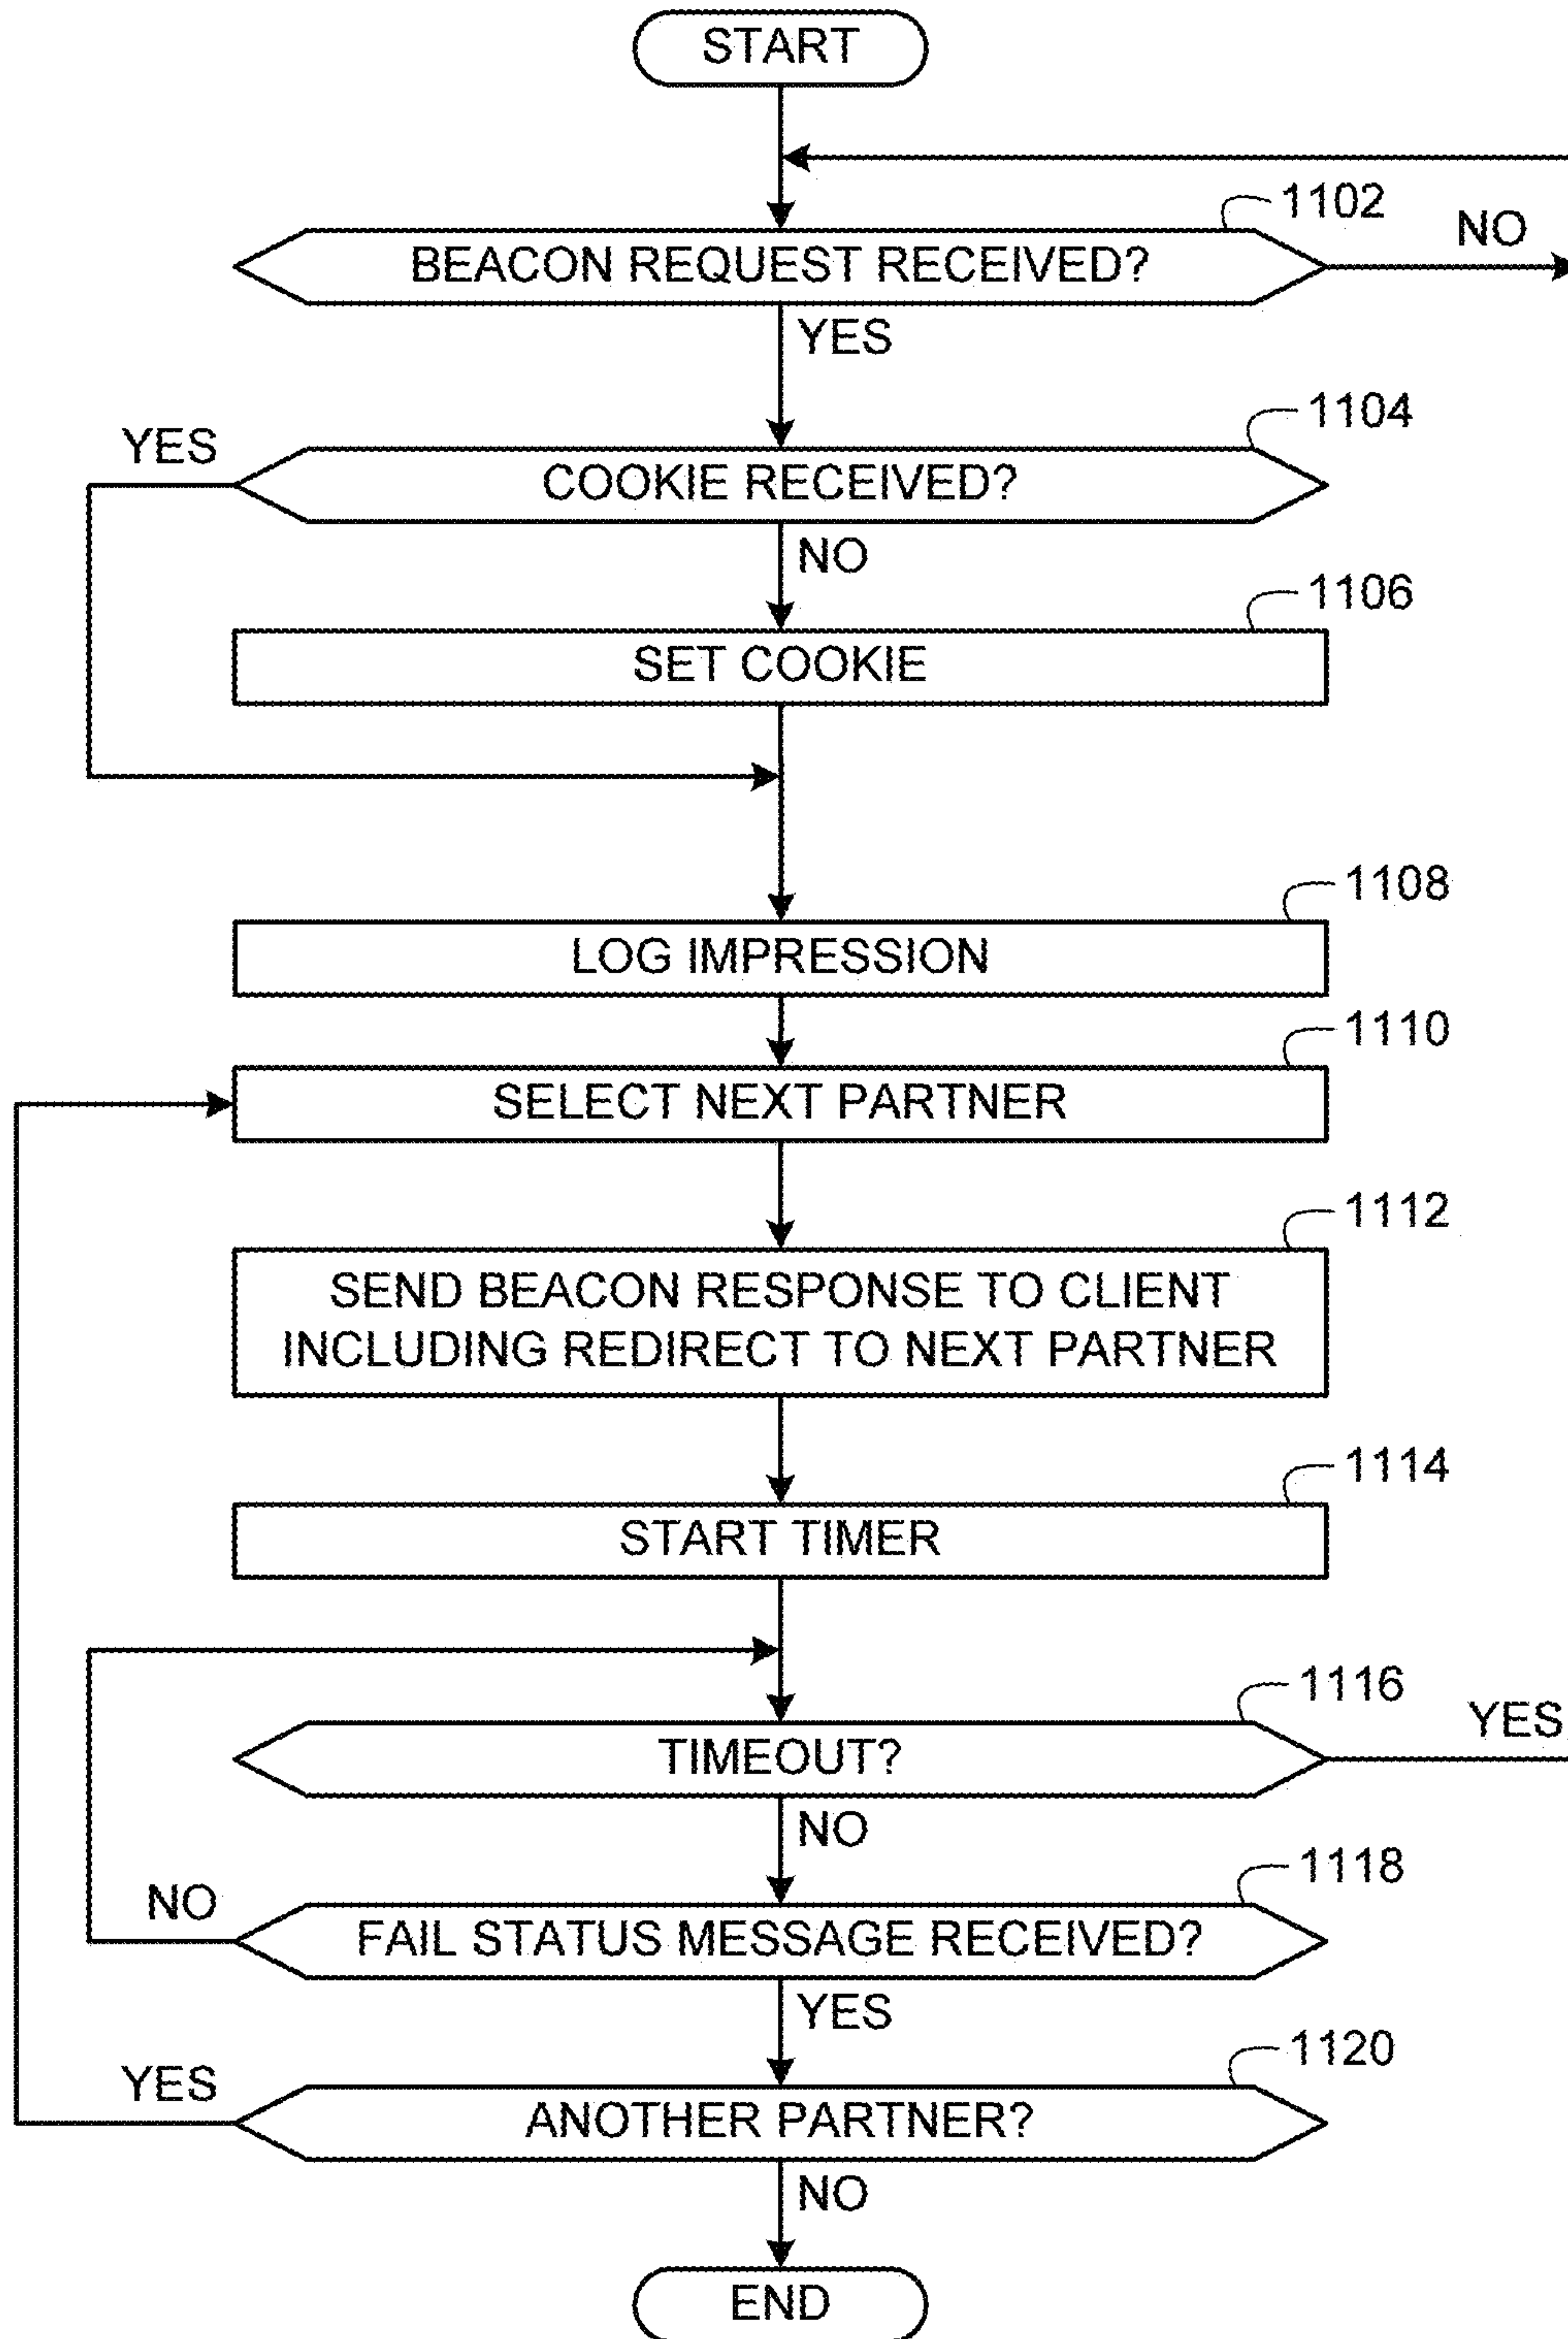 START
1102
NO
BEACON REQUEST RECEIVED?
YES
1104
YES
COOKIE RECEIVED?
NO
1106
SET COOKIE
1108
LOG IMPRESSION
1110
SELECT NEXT PARTNER
1112
SEND BEACON RESPONSE TO CLIENT
INCLUDING REDIRECT TO NEXT PARTNER
1114
START TIMER
1116
YES
TIMEOUT?
NO
1118
NO
FAIL STATUS MESSAGE RECEIVED?
YES
1120
YES
ANOTHER PARTNER?
NO
END